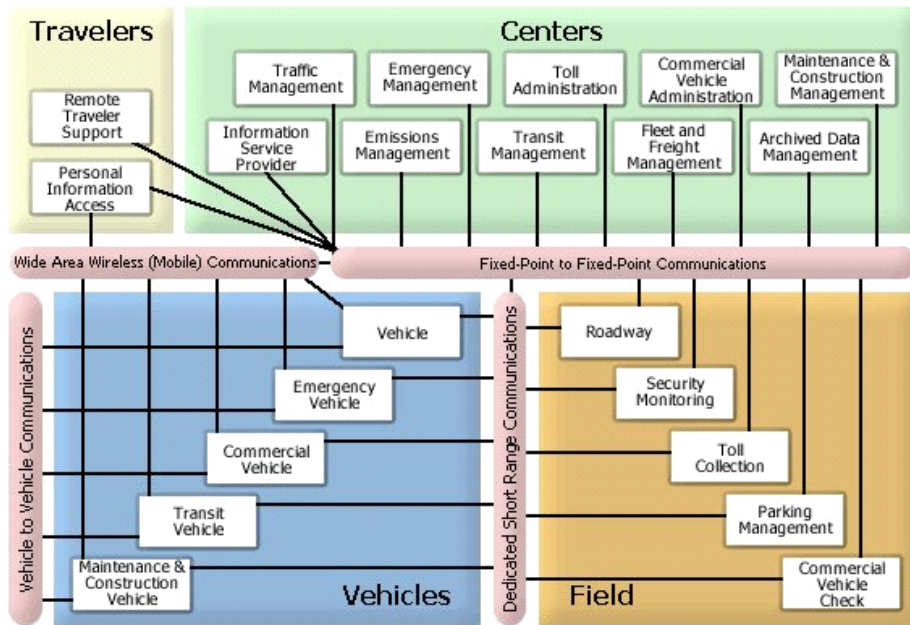 Travelers
Remote
Traveler
Support
Personal
Information
Access
Centers
Traffic
Management
Emergency
Management
Toll
Administration
Commercial
Vehicle
Administration
Maintenance &
Construction
Management
Information
Service
Provider
Emissions
Management
Transit
Management
Fleet and
Freight
Management
Archived Data
Management
Wide Area Wireless (Mobile) Communications
Fixed-Point to Fixed-Point Communications
Vehicle to Vehicle Communications
Vehicle
Emergency
Vehicle
Commercial
Vehicle
Transit
Vehicle
Maintenance &
Construction
Vehicle
Vehicles
Dedicated Short Range Communications
Roadway
Security
Monitoring
Toll
Collection
Parking
Management
Commercial
Vehicle
Check
Field